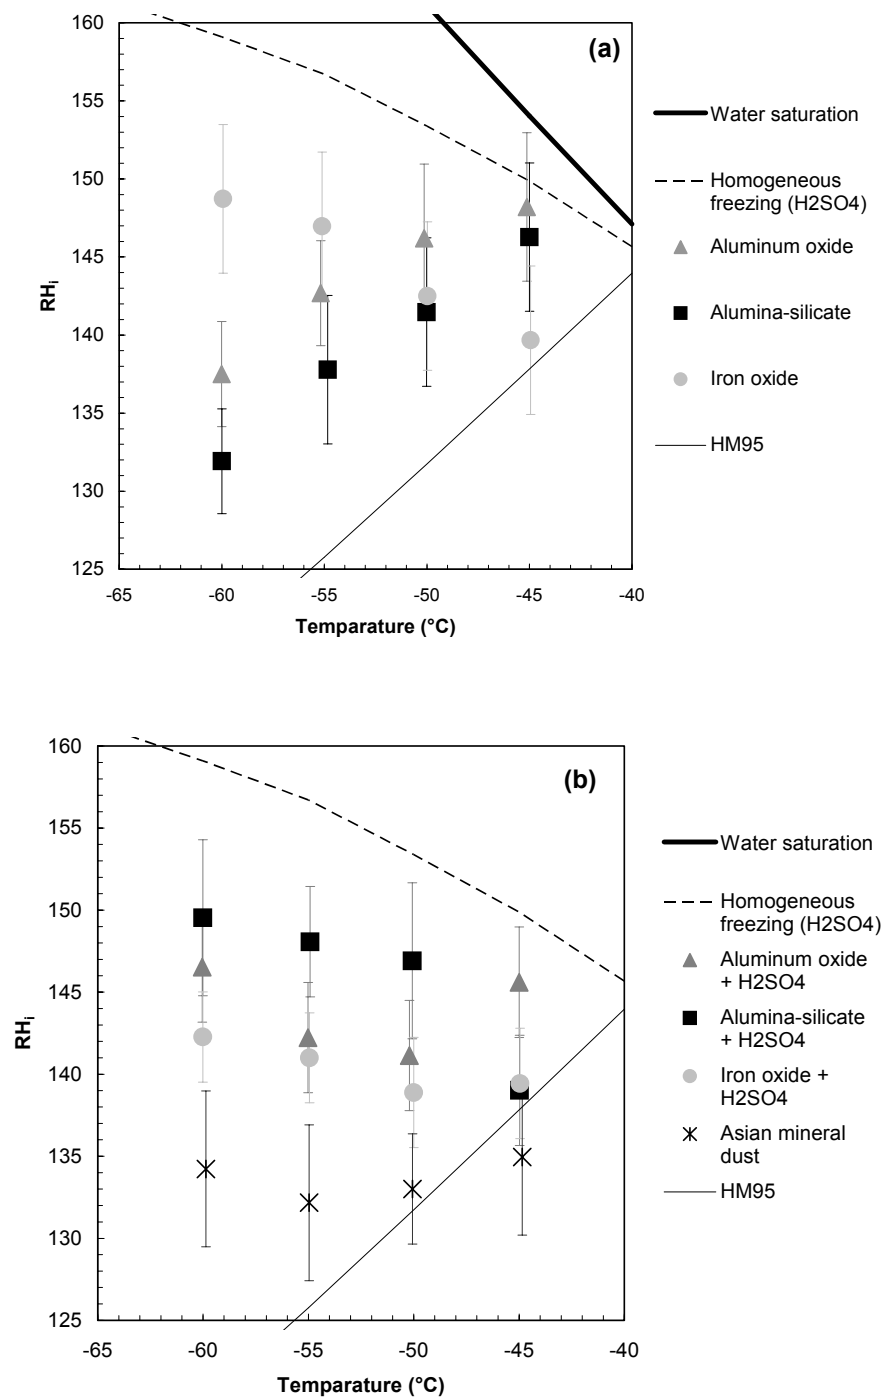 160
155
150
145
140
135
130
125
RHi
(a)
-65
-60
-55
-50
-45
-40
Temparature (°C)
Water saturation
Homogeneous
freezing (H2SO4)
Aluminum oxide
Alumina-silicate
Iron oxide
HM95
160
155
150
145
140
135
130
125
RHi
(b)
-65
-60
-55
-50
-45
-40
Temparature (°C)
Water saturation
Homogeneous
freezing (H2SO4)
Aluminum oxide
+ H2SO4
Alumina-silicate
+ H2SO4
Iron oxide +
H2SO4
Asian mineral
dust
HM95